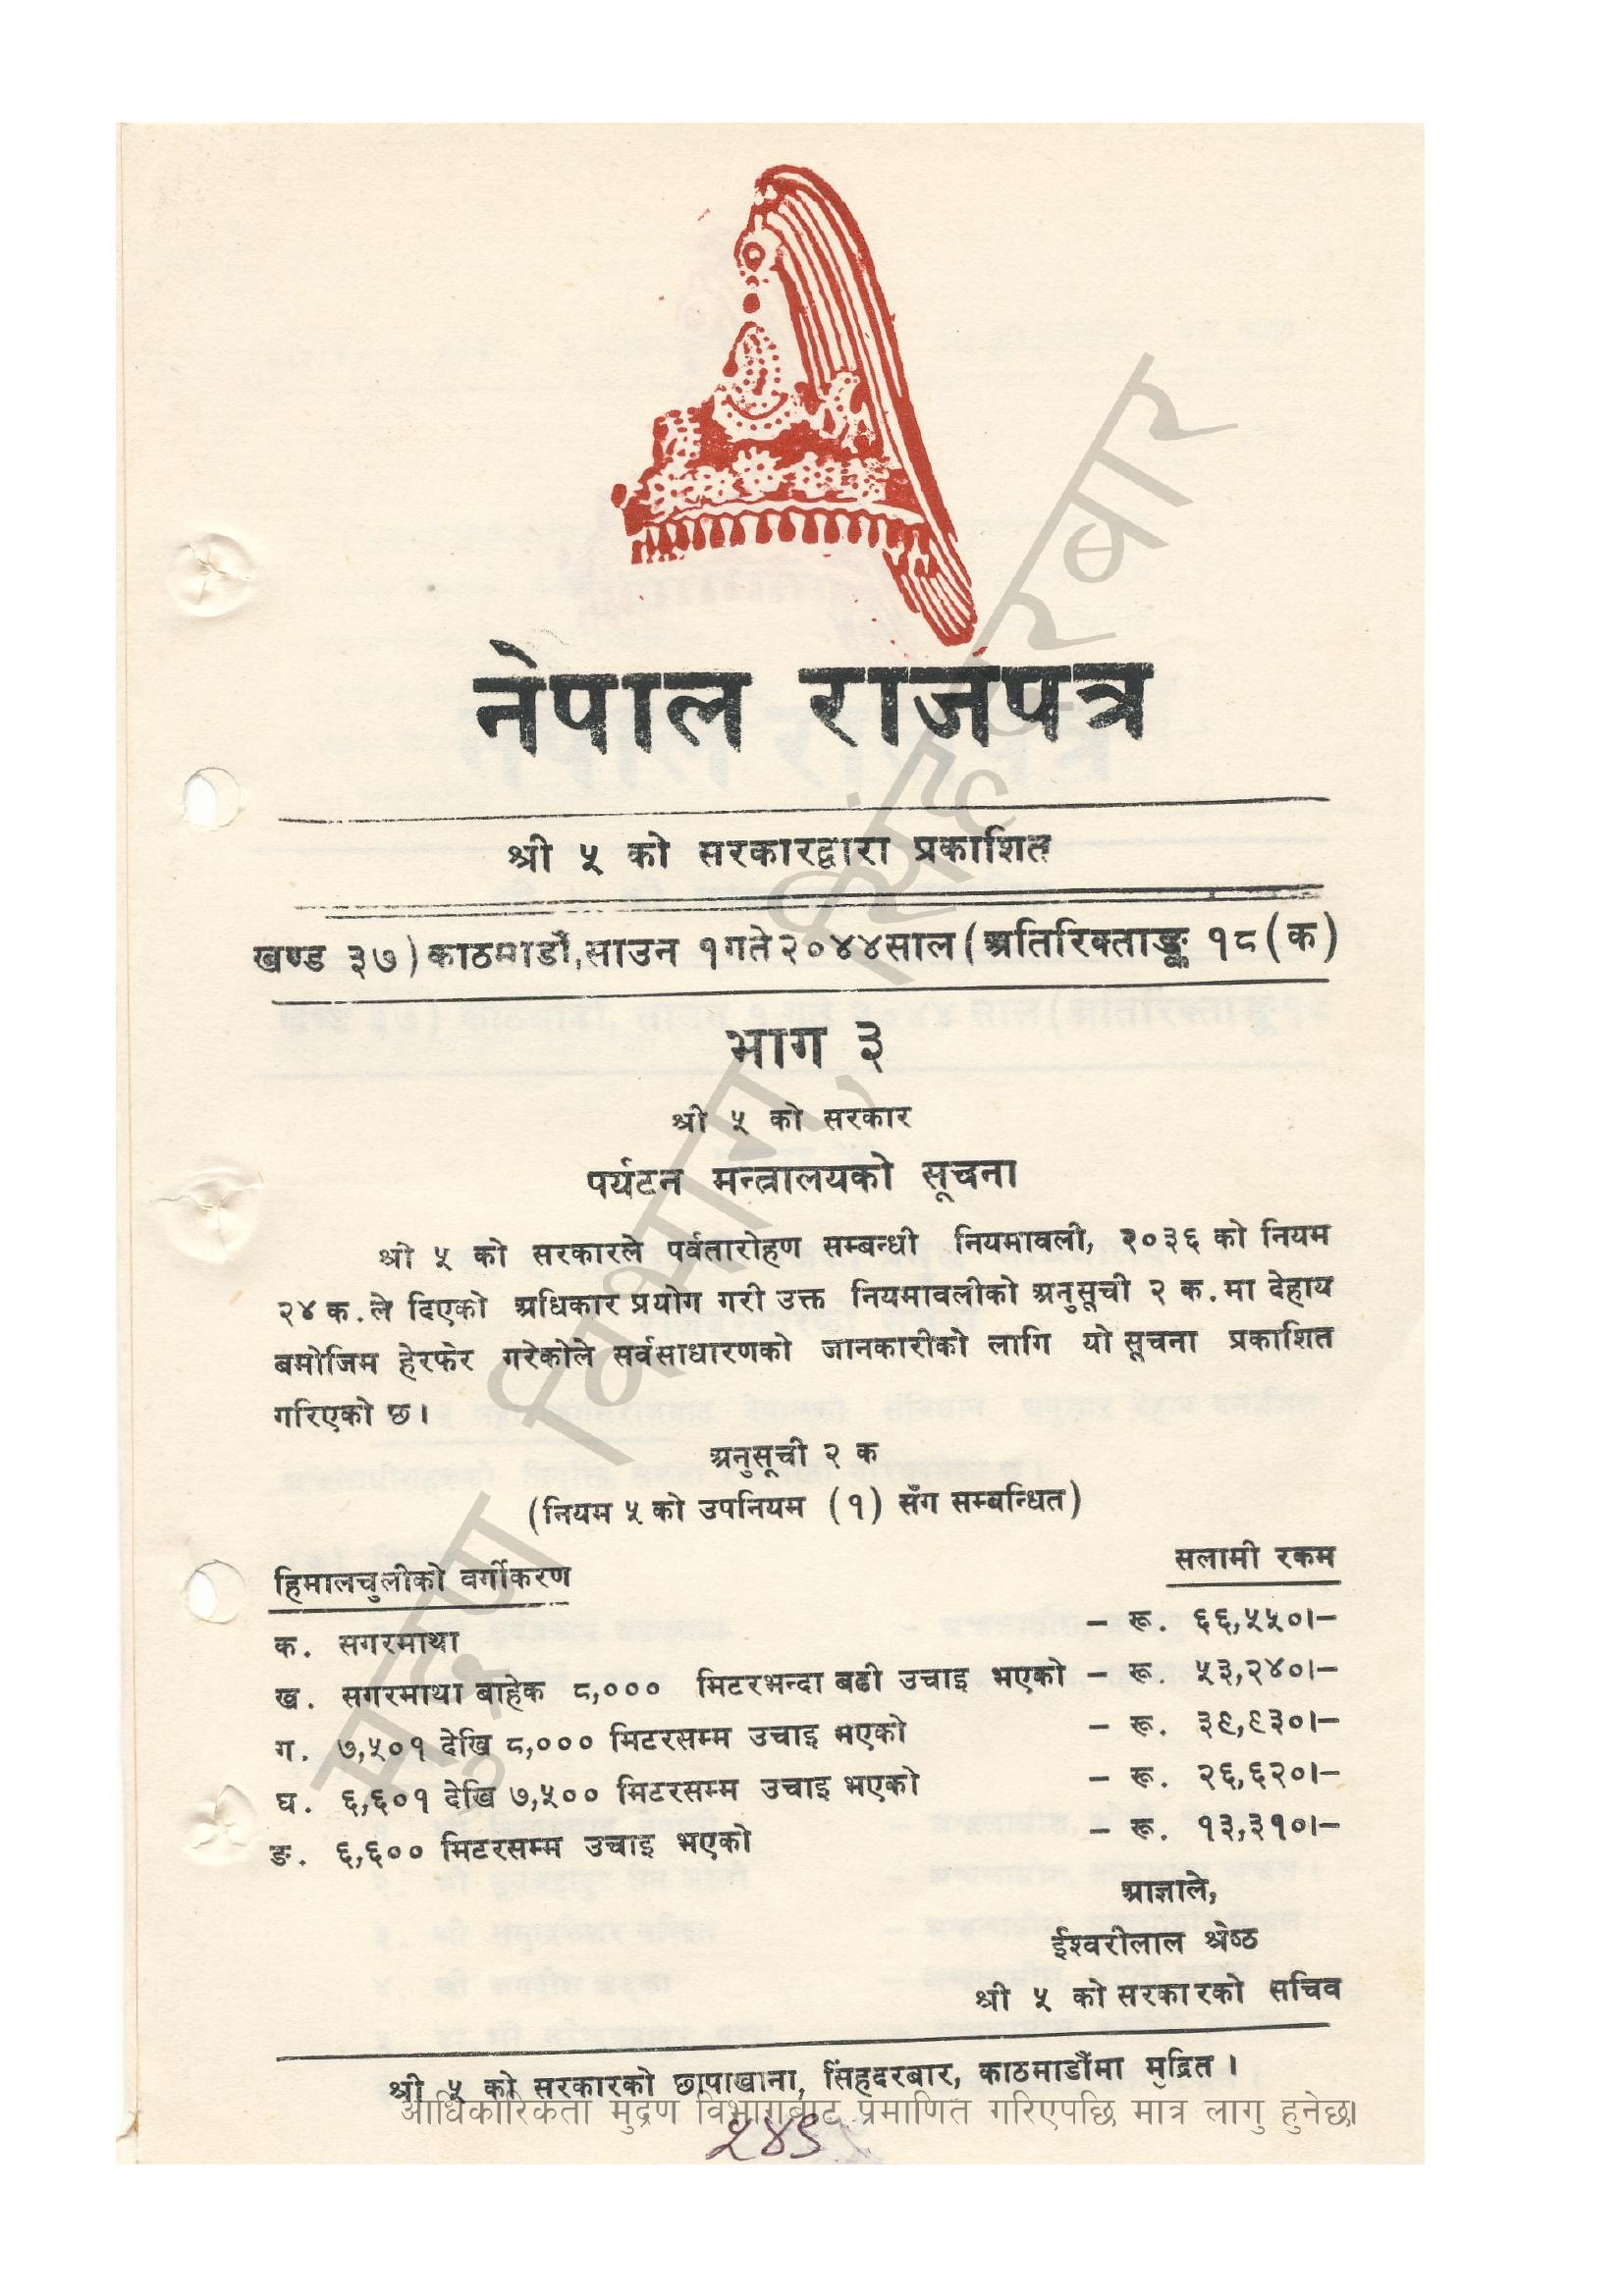 नेपाल राजपत्र
श्री ५ को सरकारद्वारा प्रकाशित
खण्ड ३७) काठमाडौं, साउन १ गते २०४४ साल (अतिरिक्ताङ्क १८ (क)
भाग ३
श्री ५ को सरकार
पर्यटन मन्त्रालयको सूचना
श्री ५ को सरकारले पर्वतारोहण सम्बन्धी नियमावली, २०३६ को नियम
२४ क. ले दिएको अधिकार प्रयोग गरी उक्त नियमावलीको अनुसूची २ क. मा देहाय
बमोजिम हेरफेर गरेकोले सर्वसाधारणको जानकारीको लागि यो सूचना प्रकाशित
गरिएको छ।
अनुसूची २ क
(नियम ५ को उपनियम (१) सँग सम्बन्धित)
हिमालचुलीको वर्गीकरण सलामी रकम
क. सगरमाथा - रू. ६६,५५०।-
ख. सगरमाथा बाहेक ८,००० मिटरभन्दा बढी उचाइ भएको - रू. ५३,२४०।-
ग. ७,५०१ देखि ८,००० मिटरसम्म उचाइ भएको - रू. ३९,९३०।-
घ. ६,६०१ देखि ७,५०० मिटरसम्म उचाइ भएको - रू. २६,६२०।-
ङ. ६,६०० मिटरसम्म उचाइ भएको - रू. १३,३१०।-
आज्ञाले,
ईश्वरीलाल श्रेष्ठ
श्री ५ को सरकारको सचिव
श्री ५ को सरकारको छापाखाना, सिंहदरबार, काठमाडौंमा मुद्रित।
आधिकारिकता मुद्रण विभागबाट प्रमाणित गरिएपछि मात्र लागु हुनेछ।
मुद्रण विभाग, सिंहदरबार